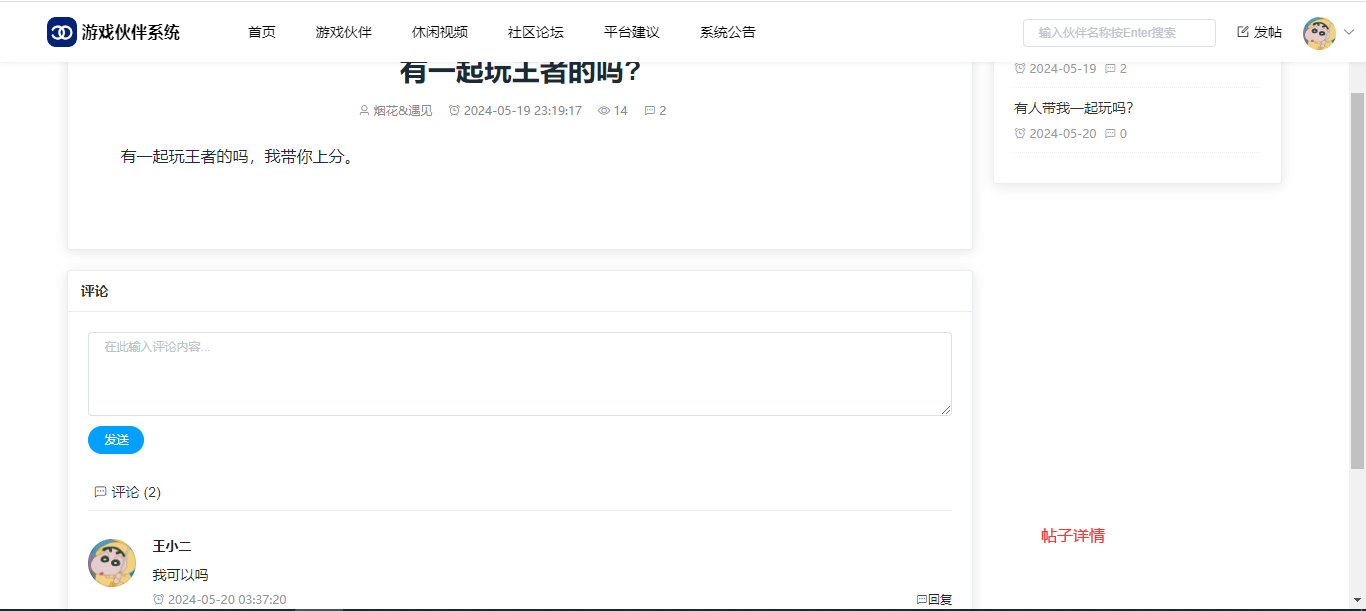 游戏伙伴系统 首页 游戏伙伴 休闲视频 社区论坛 平台建议 系统公告 输入伙伴名称按Enter搜索 发帖
有一起玩王者的吗?
烟花&遇见 2024-05-19 23:19:17 14 2
有一起玩王者的吗，我带你上分。
2024-05-19 2
有人带我一起玩吗?
2024-05-20 0
评论
在此输入评论内容...
发送
评论 (2)
王小二
我可以吗
2024-05-20 03:37:20 回复
帖子详情